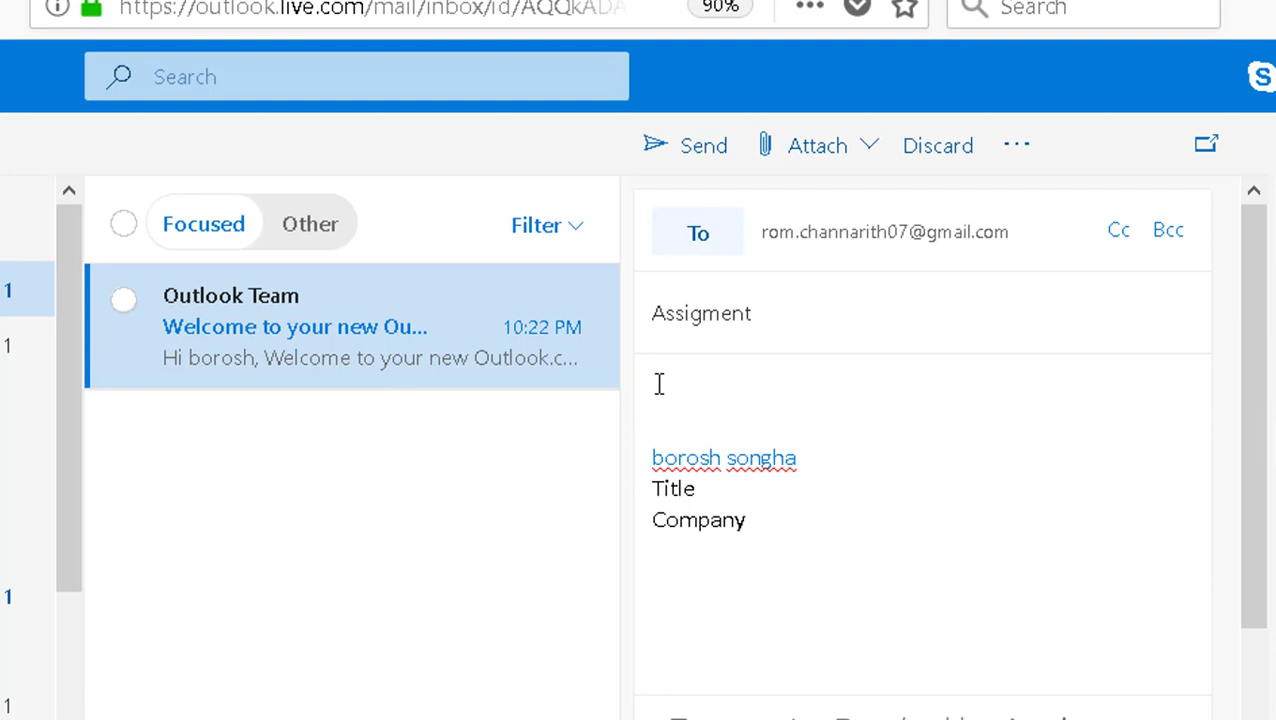 https://outlook.live.com/mail/inbox/id/AQQkADA
90%
Search
Search
Send
Attach
Discard
Focused
Other
Filter
To
rom.channarith07@gmail.com
Cc
Bcc
1
Outlook Team
Welcome to your new Ou...
10:22 PM
Hi borosh, Welcome to your new Outlook.c...
Assigment
1
borosh songha
Title
Company
1
1